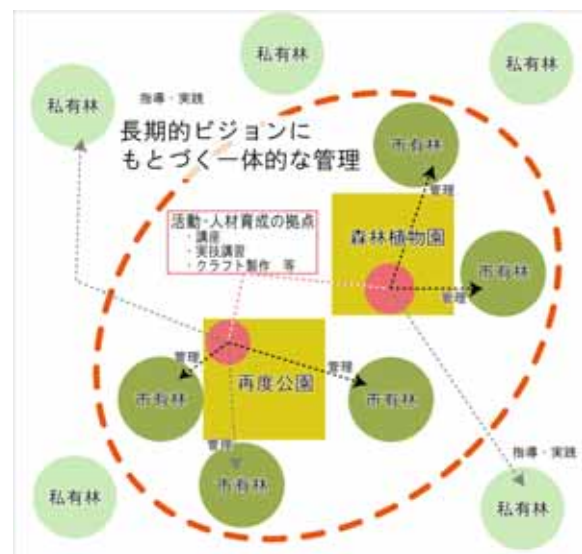 私有林
私有林
私有林
指導・実践
長期的ビジョンに
もとづく一体的な管理
市有林
管理
活動・人材育成の拠点
・講座
・実技講習
・クラフト製作 等
森林植物園
市有林
管理
管理
再度公園
管理
市有林
市有林
管理
市有林
指導・実践
私有林
私有林